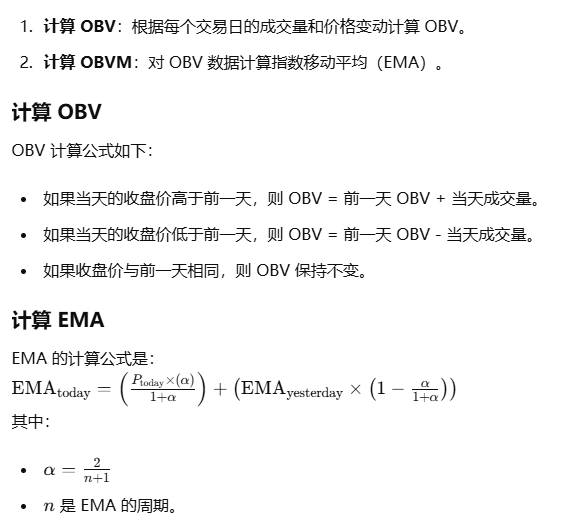 1. 计算 OBV：根据每个交易日的成交量和价格变动计算 OBV。
2. 计算 OBVM：对 OBV 数据计算指数移动平均（EMA）。
计算 OBV
OBV 计算公式如下：
• 如果当天的收盘价高于前一天，则 OBV = 前一天 OBV + 当天成交量。
• 如果当天的收盘价低于前一天，则 OBV = 前一天 OBV - 当天成交量。
• 如果收盘价与前一天相同，则 OBV 保持不变。
计算 EMA
EMA 的计算公式是：
$\text{EMA}_{\text{today}} = \left(\frac{P_{\text{today}} \times (\alpha)}{1+\alpha}\right) + \left(\text{EMA}_{\text{yesterday}} \times \left(1 - \frac{\alpha}{1+\alpha}\right)\right)$
其中：
• $\alpha = \frac{2}{n+1}$
• $n$ 是 EMA 的周期。